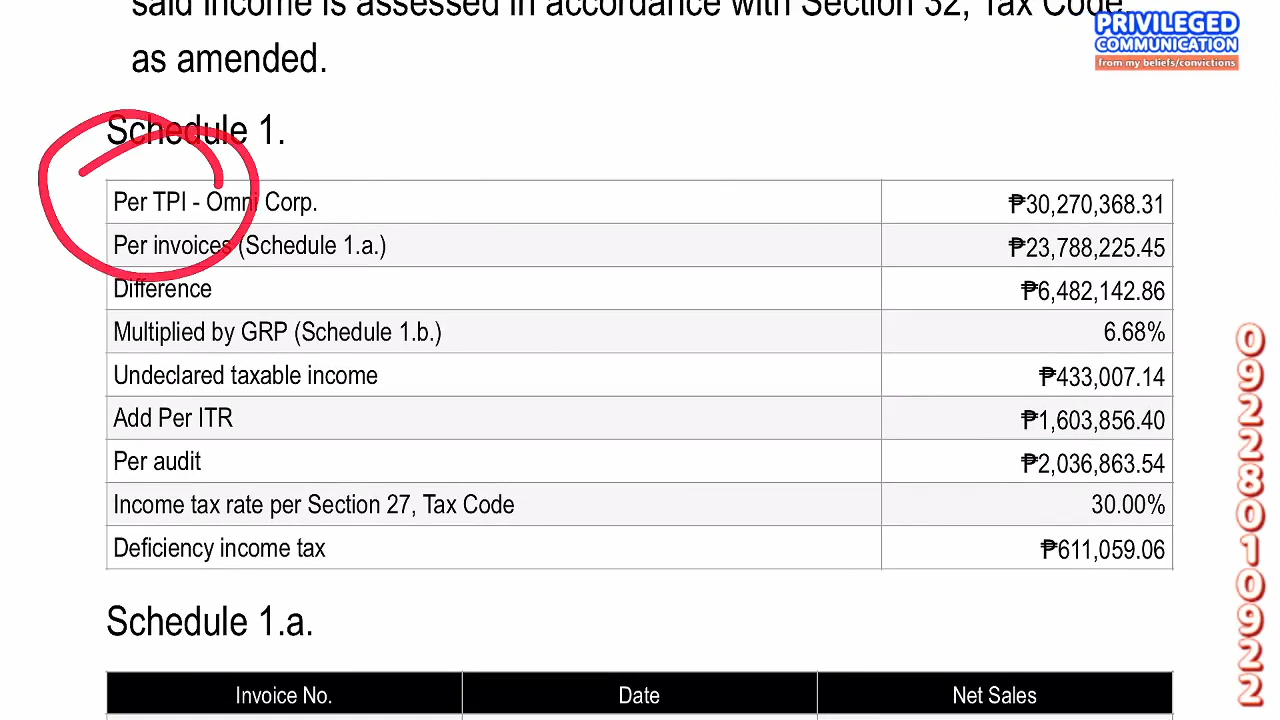 said income is assessed in accordance with Section 32, Tax Code
as amended.
PRIVILEGED
COMMUNICATION
from my beliefs/convictions
Schedule 1.
Per TPI - Omni Corp. ₱30,270,368.31
Per invoices (Schedule 1.a.) ₱23,788,225.45
Difference ₱6,482,142.86
Multiplied by GRP (Schedule 1.b.) 6.68%
Undeclared taxable income ₱433,007.14
Add Per ITR ₱1,603,856.40
Per audit ₱2,036,863.54
Income tax rate per Section 27, Tax Code 30.00%
Deficiency income tax ₱611,059.06
Schedule 1.a.
Invoice No. Date Net Sales
09228010922